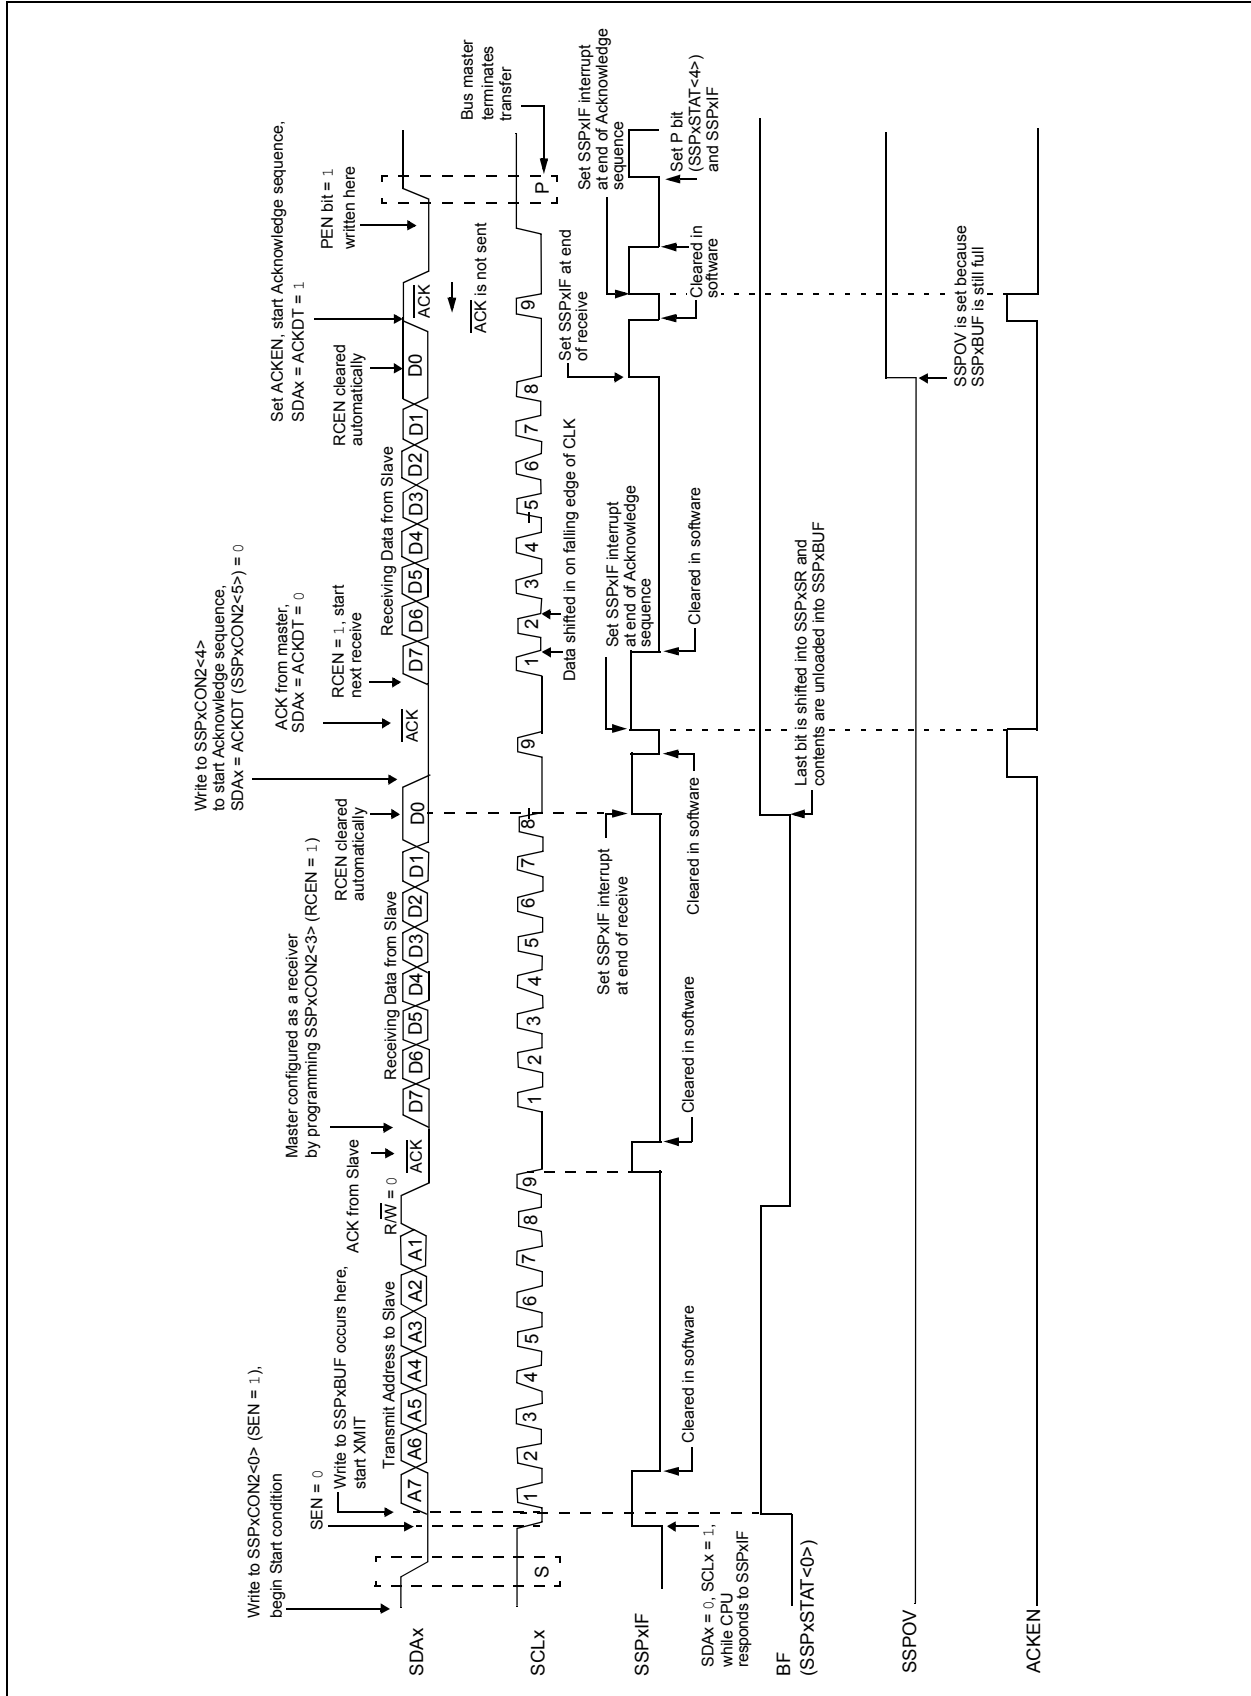 Write to SSPxCON2<0> (SEN = 1),
begin Start condition
SEN = 0
Write to SSPxBUF occurs here,
start XMIT
Transmit Address to Slave
R/W = 0
ACK from Slave
Master configured as a receiver
by programming SSPxCON2<3> (RCEN = 1)
Receiving Data from Slave
RCEN cleared
automatically
Write to SSPxCON2<4>
to start Acknowledge sequence,
SDAx = ACKDT (SSPxCON2<5>) = 0
ACK from master,
SDAx = ACKDT = 0
RCEN = 1, start
next receive
Receiving Data from Slave
RCEN cleared
automatically
Set ACKEN, start Acknowledge sequence,
SDAx = ACKDT = 1
PEN bit = 1
written here
SDAx
A7 A6 A5 A4 A3 A2 A1 ACK D7 D6 D5 D4 D3 D2 D1 D0 ACK D7 D6 D5 D4 D3 D2 D1 D0 ACK
ACK is not sent
Bus master
terminates
transfer
SCLx
S 1 2 3 4 5 6 7 8 9 1 2 3 4 5 6 7 8 9 1 2 3 4 5 6 7 8 9 P
Data shifted in on falling edge of CLK
Set SSPxIF interrupt
at end of receive
Set SSPxIF interrupt
at end of Acknowledge
sequence
Set SSPxIF at end
of receive
Set SSPxIF interrupt
at end of Acknowledge
sequence
SSPxIF
SDAx = 0, SCLx = 1,
while CPU
responds to SSPxIF
Cleared in software
Cleared in software
Cleared in software
Cleared in software
Cleared in
software
Set P bit
(SSPxSTAT<4>)
and SSPxIF
BF
(SSPxSTAT<0>)
Last bit is shifted into SSPxSR and
contents are unloaded into SSPxBUF
SSPOV
SSPOV is set because
SSPxBUF is still full
ACKEN